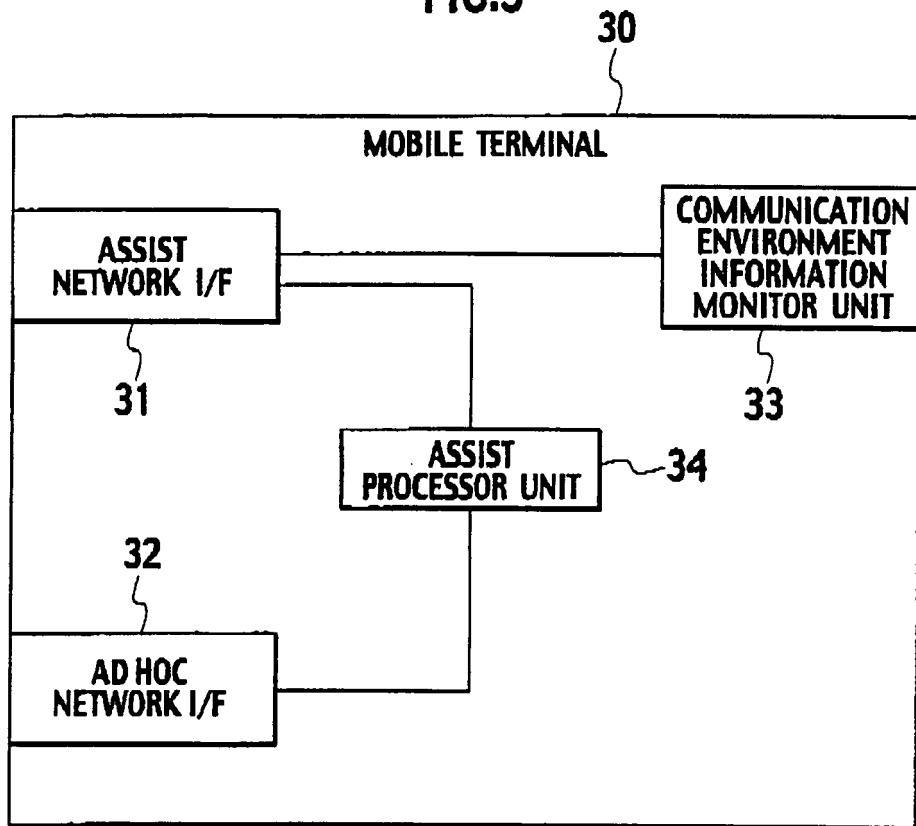 30
MOBILE TERMINAL
ASSIST
NETWORK I/F
COMMUNICATION
ENVIRONMENT
INFORMATION
MONITOR UNIT
31
33
ASSIST
PROCESSOR UNIT
34
32
AD HOC
NETWORK I/F